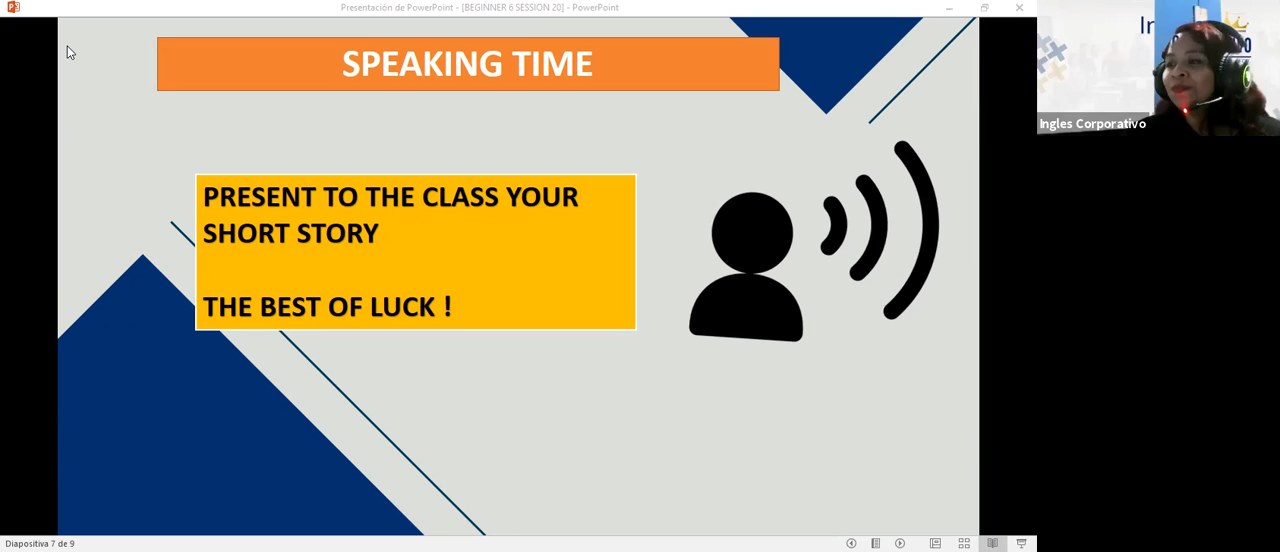 Presentación de PowerPoint - [BEGINNER 6 SESSION 20] - PowerPoint
SPEAKING TIME
PRESENT TO THE CLASS YOUR
SHORT STORY
THE BEST OF LUCK !
Ingles Corporativo
Diapositiva 7 de 9